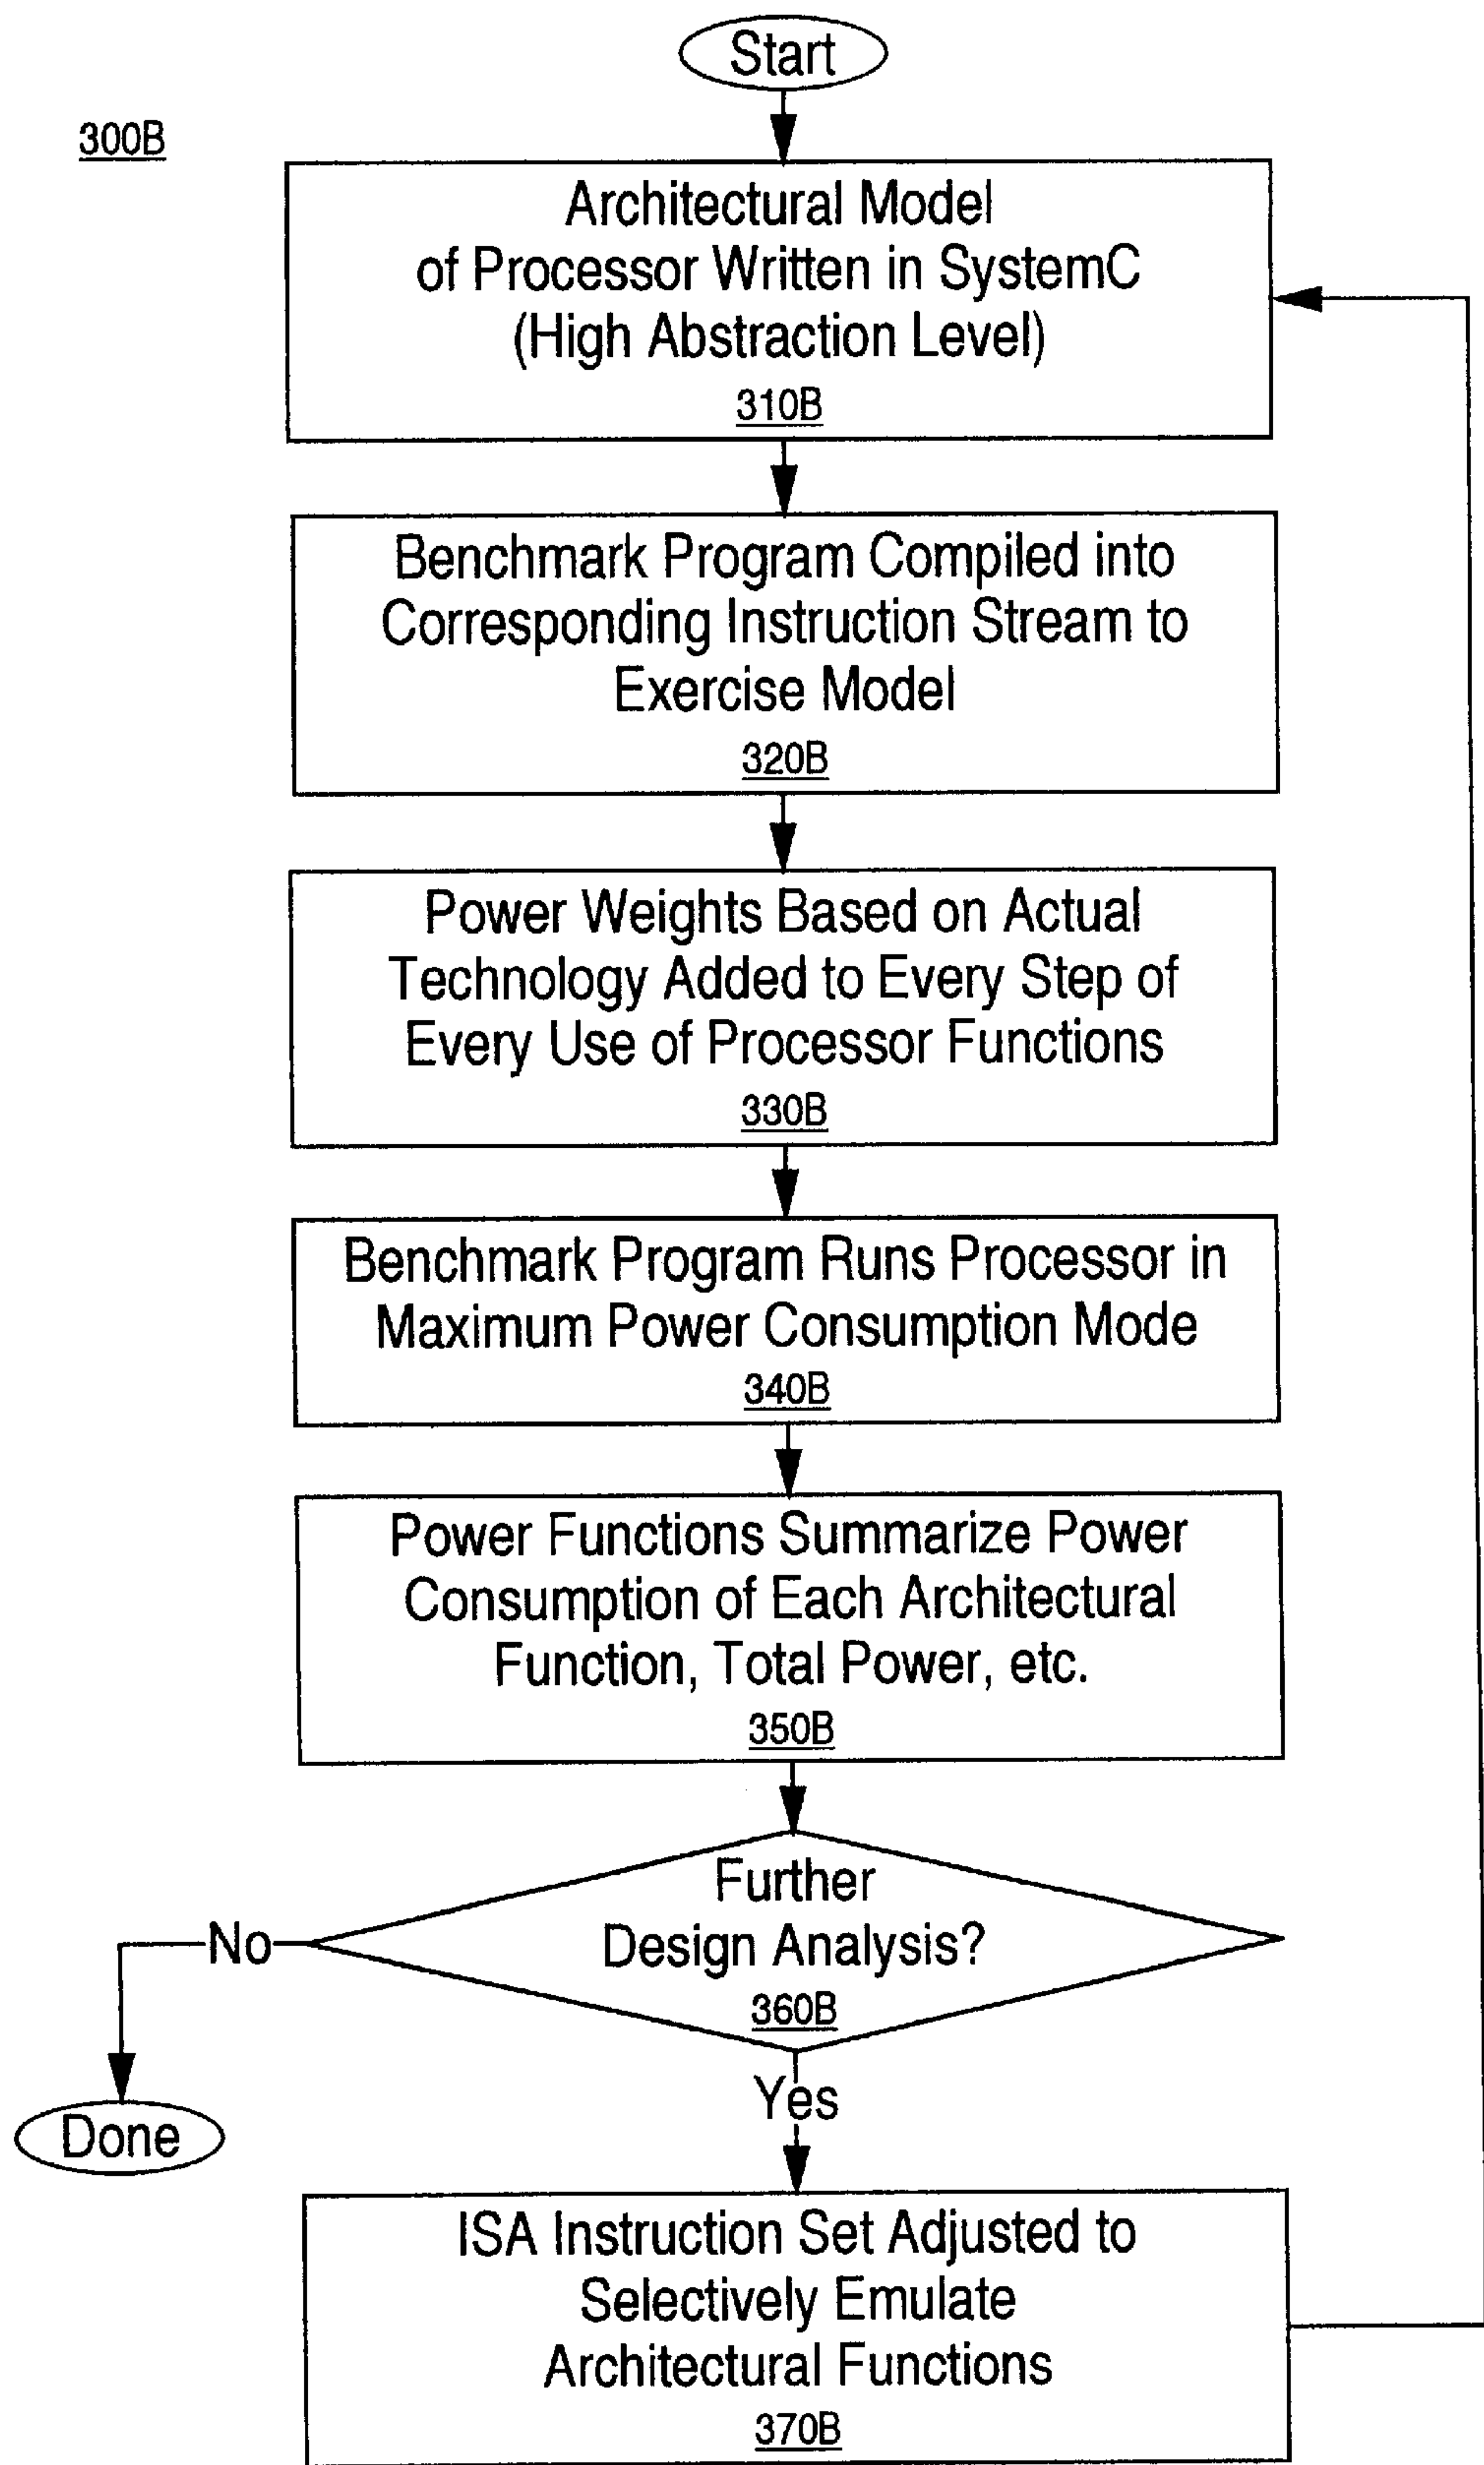 Start
300B
Architectural Model
of Processor Written in SystemC
(High Abstraction Level)
310B
Benchmark Program Compiled into
Corresponding Instruction Stream to
Exercise Model
320B
Power Weights Based on Actual
Technology Added to Every Step of
Every Use of Processor Functions
330B
Benchmark Program Runs Processor in
Maximum Power Consumption Mode
340B
Power Functions Summarize Power
Consumption of Each Architectural
Function, Total Power, etc.
350B
Further
Design Analysis?
360B
No
Yes
Done
ISA Instruction Set Adjusted to
Selectively Emulate
Architectural Functions
370B